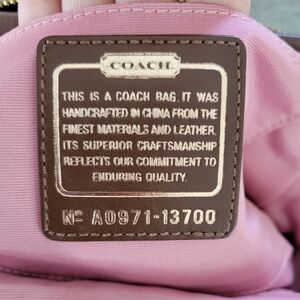 COACH
THIS IS A COACH BAG. IT WAS
HANDCRAFTED IN CHINA FROM THE
FINEST MATERIALS AND LEATHER.
ITS SUPERIOR CRAFTSMANSHIP
REFLECTS OUR COMMITMENT TO
ENDURING QUALITY.
Nº A0971-13700